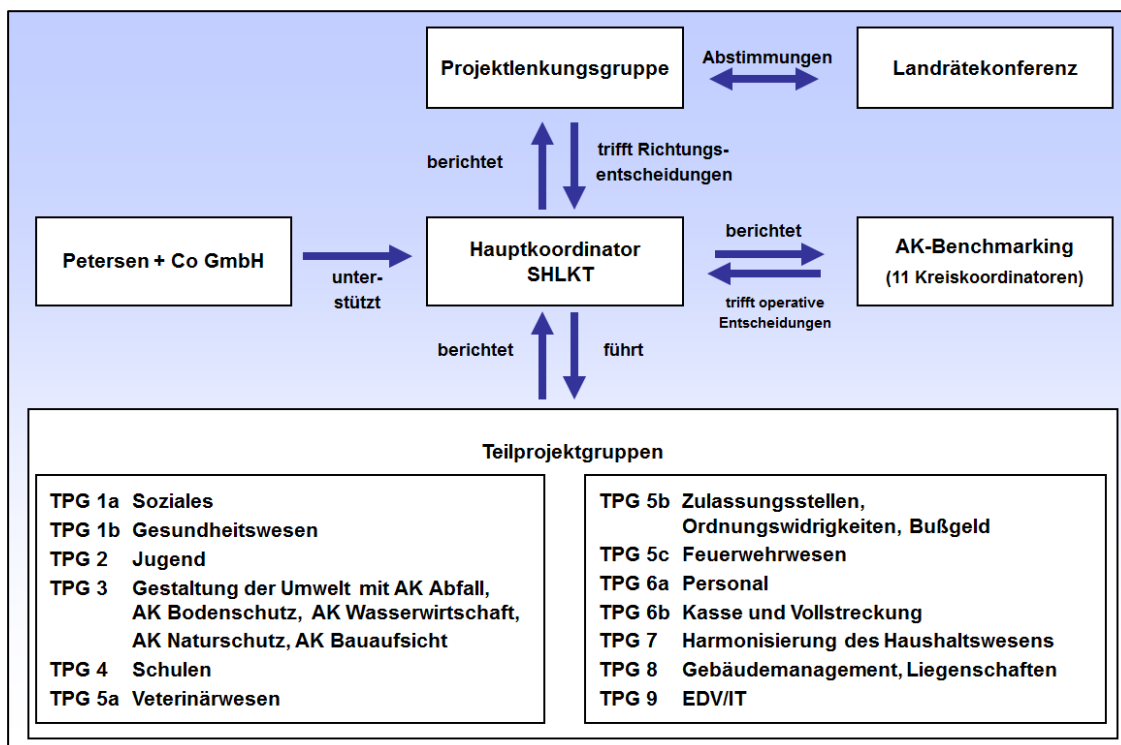 Projektlenkungsgruppe
Abstimmungen
Landrätekonferenz
berichtet
trifft Richtungs-
entscheidungen
Petersen + Co GmbH
unter-
stützt
Hauptkoordinator
SHLKT
berichtet
trifft operative
Entscheidungen
AK-Benchmarking
(11 Kreiskoordinatoren)
berichtet
führt
Teilprojektgruppen
TPG 1a Soziales
TPG 1b Gesundheitswesen
TPG 2 Jugend
TPG 3 Gestaltung der Umwelt mit AK Abfall,
AK Bodenschutz, AK Wasserwirtschaft,
AK Naturschutz, AK Bauaufsicht
TPG 4 Schulen
TPG 5a Veterinärwesen
TPG 5b Zulassungsstellen,
Ordnungswidrigkeiten, Bußgeld
TPG 5c Feuerwehrwesen
TPG 6a Personal
TPG 6b Kasse und Vollstreckung
TPG 7 Harmonisierung des Haushaltswesens
TPG 8 Gebäudemanagement, Liegenschaften
TPG 9 EDV/IT